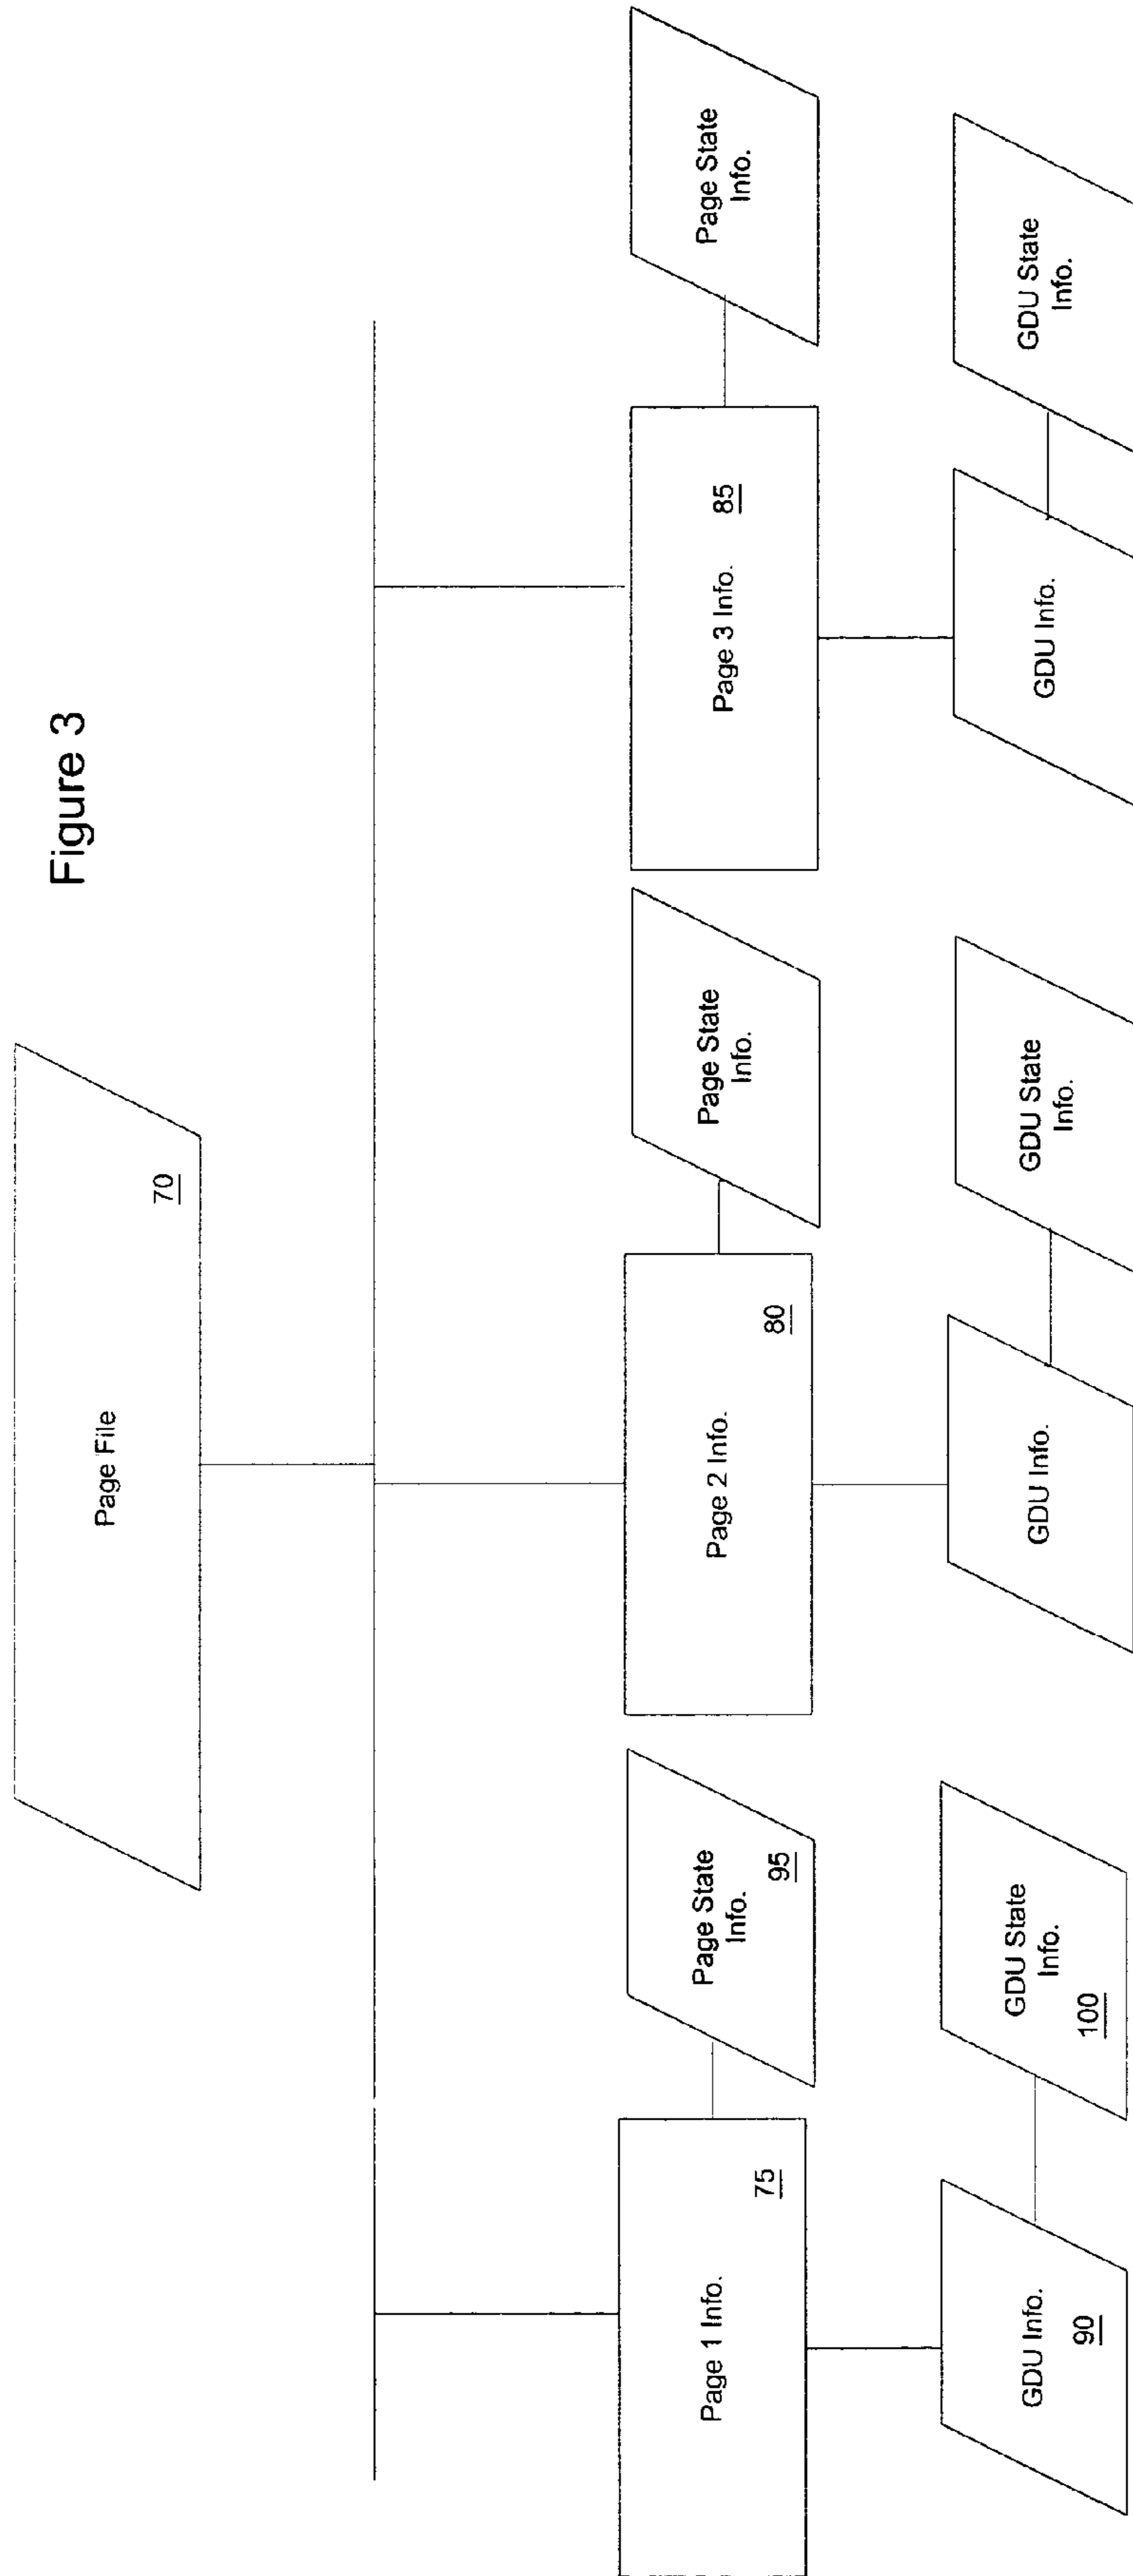 Figure 3
Page File
70
Page 1 Info.
75
Page State
Info.
95
Page 2 Info.
80
Page State
Info.
Page 3 Info.
85
Page State
Info.
GDU Info.
90
GDU State
Info.
100
GDU Info.
GDU State
Info.
GDU Info.
GDU State
Info.